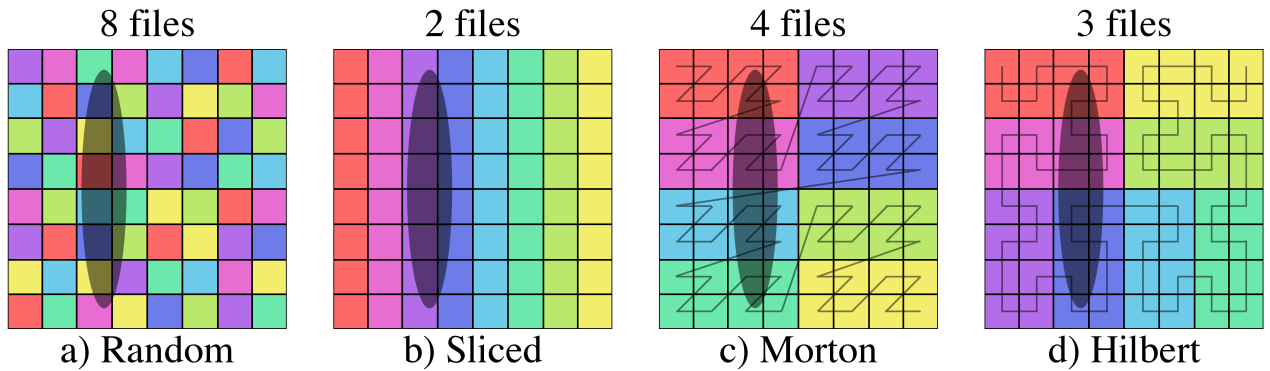 8 files
2 files
4 files
3 files
a) Random
b) Sliced
c) Morton
d) Hilbert